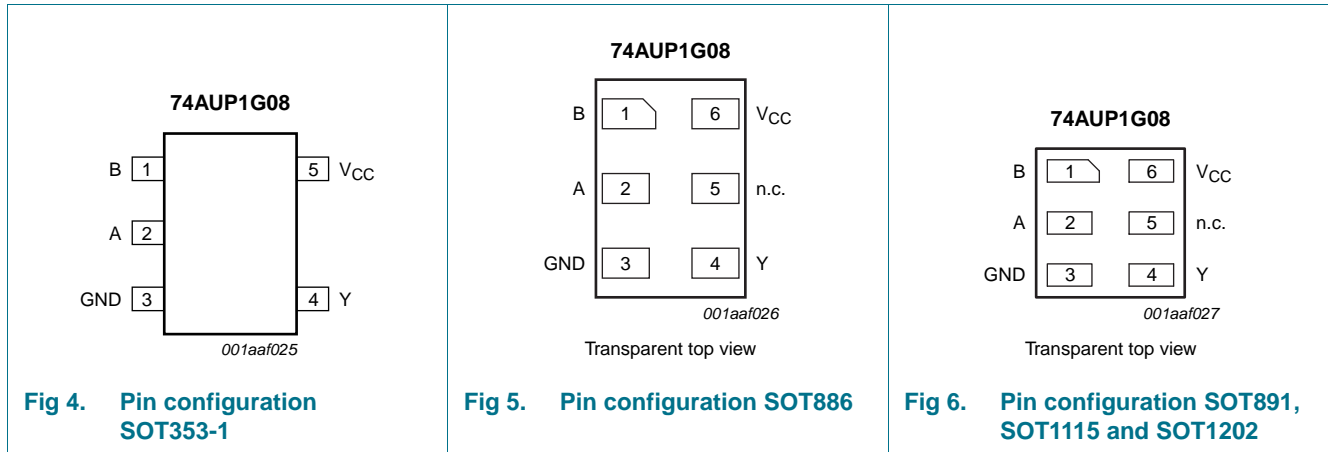 74AUP1G08
B 1 5 VCC
A 2
GND 3 4 Y
001aaf025
Fig 4. Pin configuration
SOT353-1
74AUP1G08
B 1 6 VCC
A 2 5 n.c.
GND 3 4 Y
001aaf026
Transparent top view
Fig 5. Pin configuration SOT886
74AUP1G08
B 1 6 VCC
A 2 5 n.c.
GND 3 4 Y
001aaf027
Transparent top view
Fig 6. Pin configuration SOT891,
SOT1115 and SOT1202